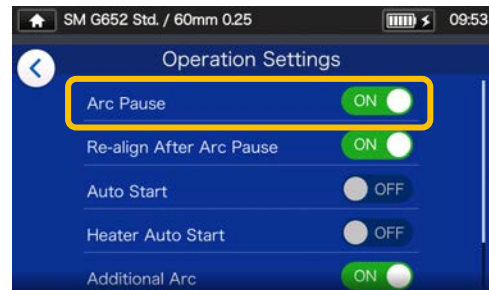 SM G652 Std. / 60mm 0.25 09:53
Operation Settings
Arc Pause ON
Re-align After Arc Pause ON
Auto Start OFF
Heater Auto Start OFF
Additional Arc ON